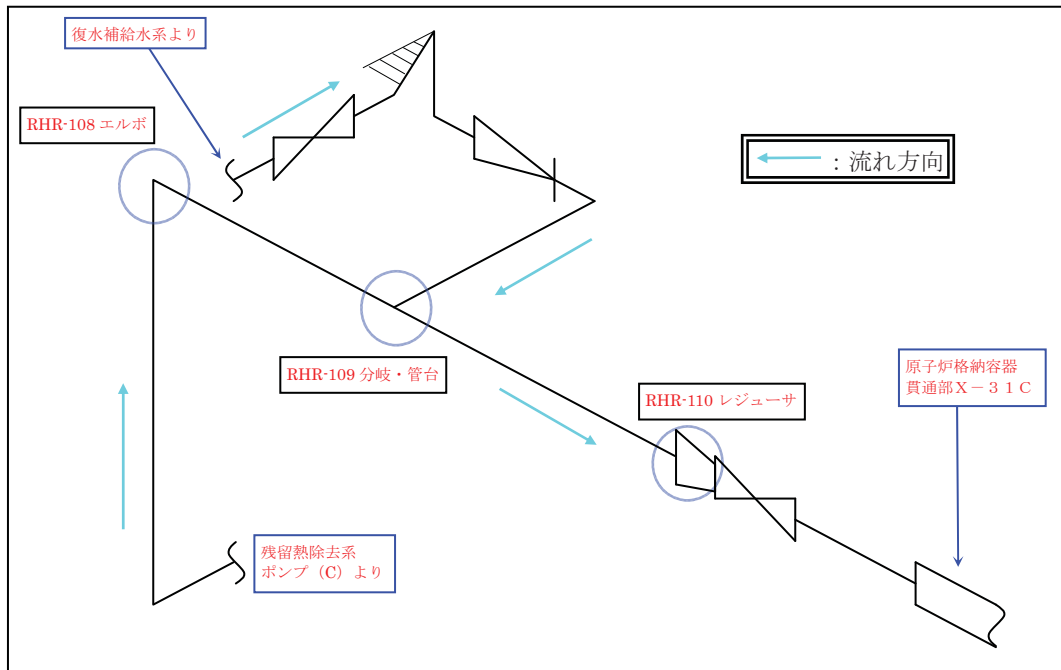 復水補給水系より
RHR-108 エルボ
：流れ方向
RHR-109 分岐・管台
原子炉格納容器
貫通部Ｘ－３１Ｃ
RHR-110 レジューサ
残留熱除去系
ポンプ（C）より